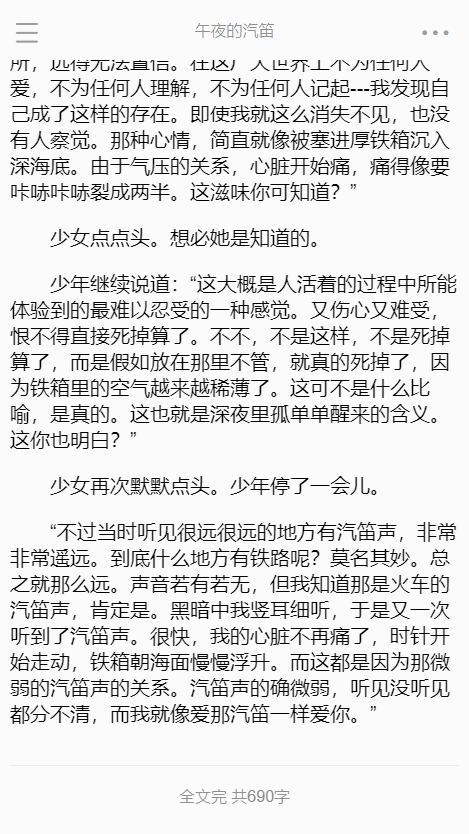 午夜的汽笛
所，远得无法置信。在这广大世界上不为任何人
爱，不为任何人理解，不为任何人记起---我发现自
己成了这样的存在。即使我就这么消失不见，也没
有人察觉。那种心情，简直就像被塞进厚铁箱沉入
深海底。由于气压的关系，心脏开始痛，痛得像要
咔哧咔哧裂成两半。这滋味你可知道？”
少女点点头。想必她是知道的。
少年继续说道：“这大概是人活着的过程中所能
体验到的最难以忍受的一种感觉。又伤心又难受，
恨不得直接死掉算了。不不，不是这样，不是死掉
算了，而是假如放在那里不管，就真的死掉了，因
为铁箱里的空气越来越稀薄了。这可不是什么比
喻，是真的。这也就是深夜里孤单单醒来的含义。
这你也明白？”
少女再次默默点头。少年停了一会儿。
“不过当时听见很远很远的地方有汽笛声，非常
非常遥远。到底什么地方有铁路呢？莫名其妙。总
之就那么远。声音若有若无，但我知道那是火车的
汽笛声，肯定是。黑暗中我竖耳细听，于是又一次
听到了汽笛声。很快，我的心脏不再痛了，时针开
始走动，铁箱朝海面慢慢浮升。而这都是因为那微
弱的汽笛声的关系。汽笛声的确微弱，听见没听见
都分不清，而我就像爱那汽笛一样爱你。”
全文完 共690字